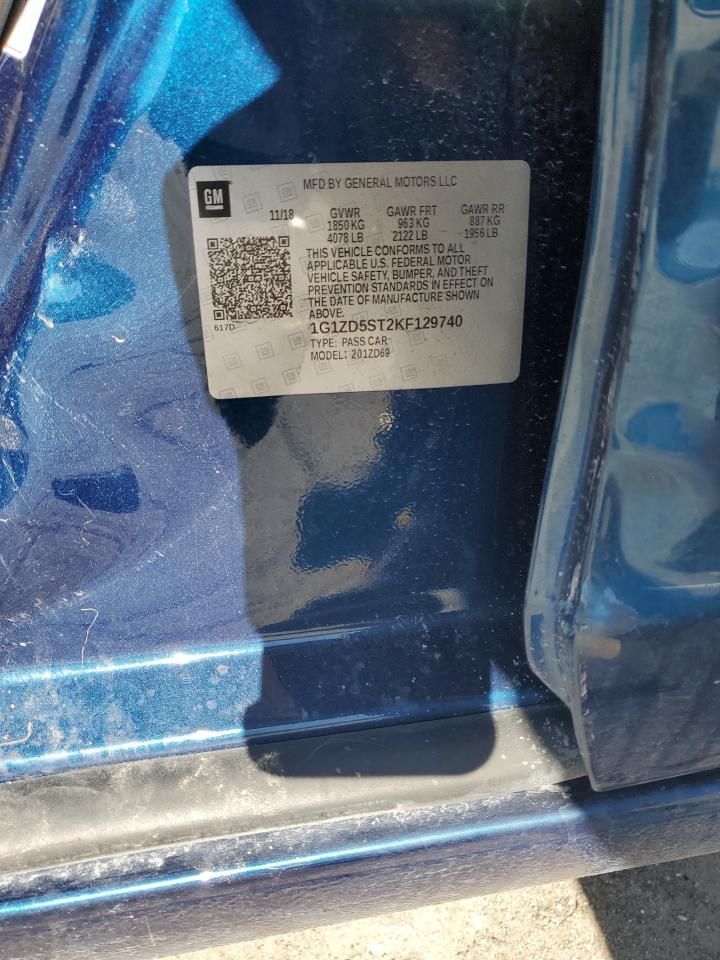 GM
MFD BY GENERAL MOTORS LLC
11/18 GVWR GAWR FRT GAWR RR
1850 KG 963 KG 887 KG
4078 LB 2122 LB 1956 LB
THIS VEHICLE CONFORMS TO ALL
APPLICABLE U.S. FEDERAL MOTOR
VEHICLE SAFETY, BUMPER, AND THEFT
PREVENTION STANDARDS IN EFFECT ON
THE DATE OF MANUFACTURE SHOWN
ABOVE.
617D
1G1ZD5ST2KF129740
TYPE: PASS CAR
MODEL: 201ZD69